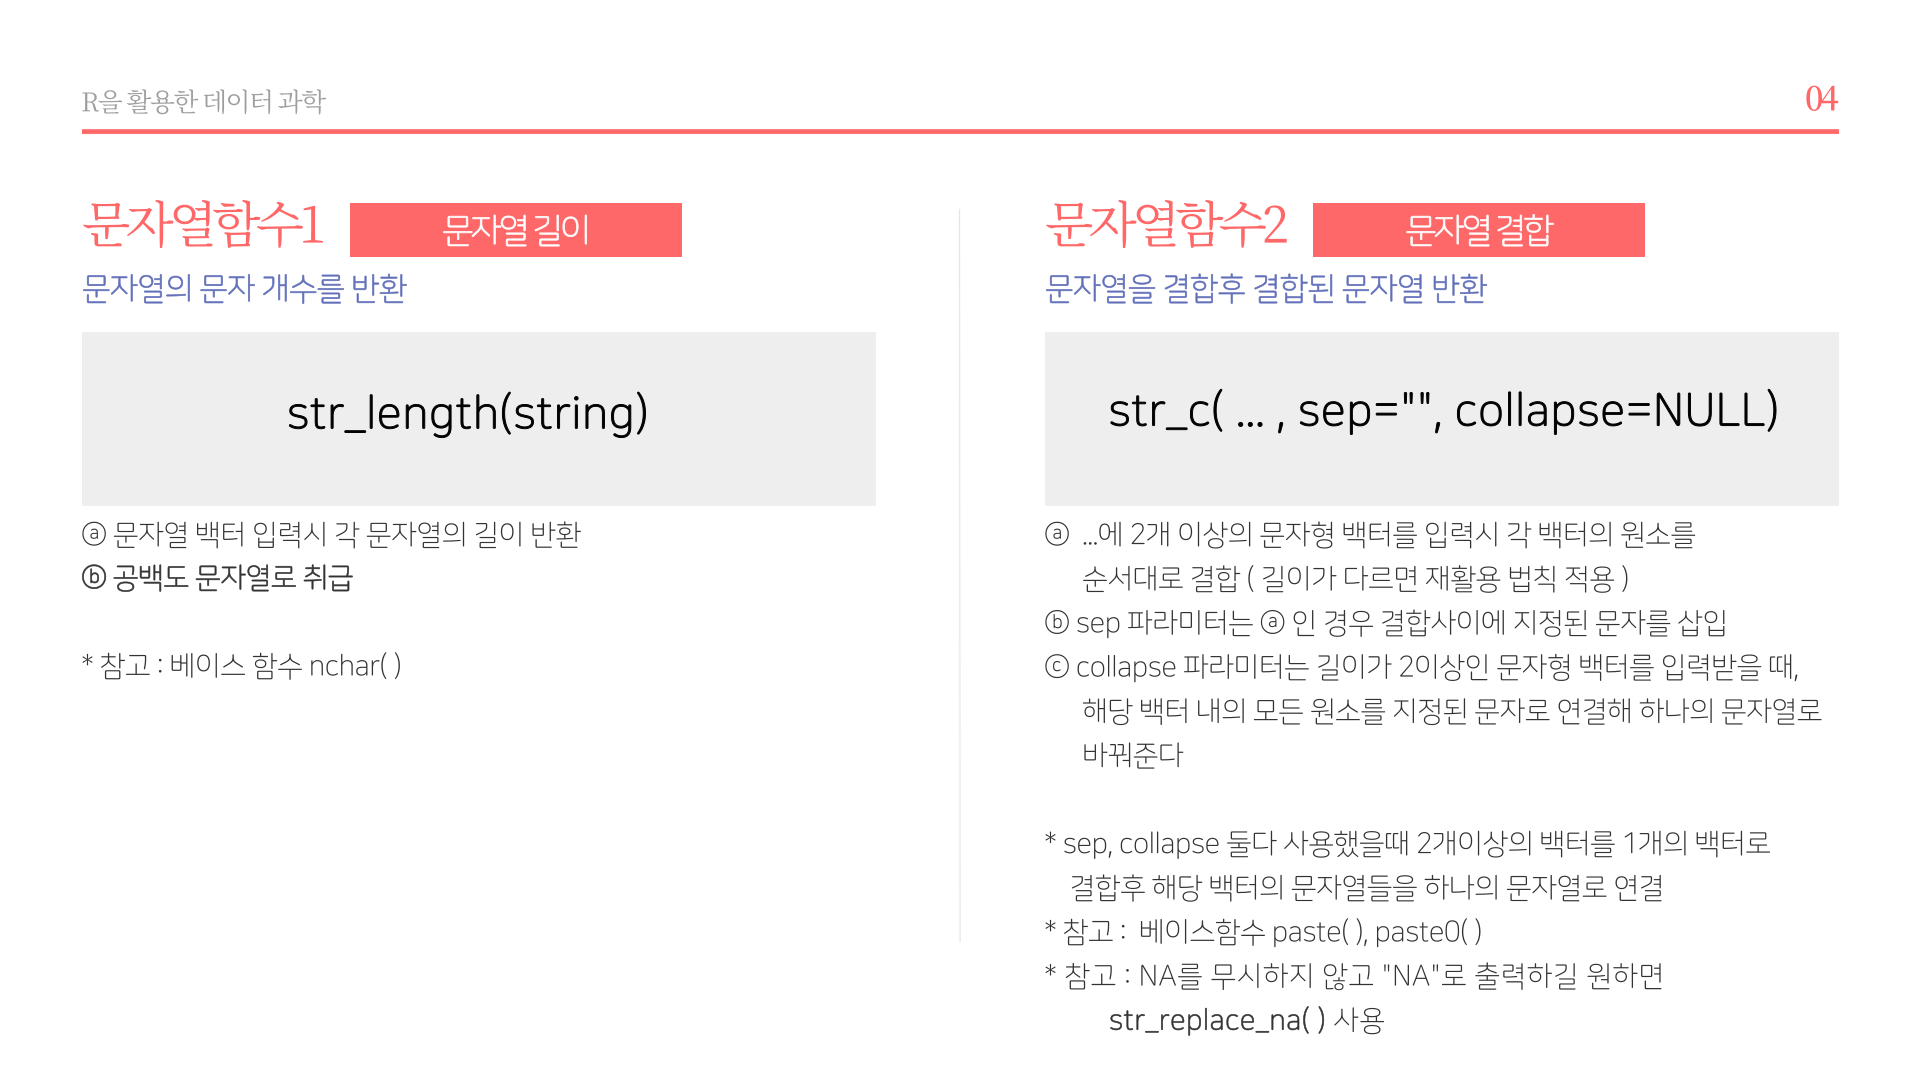 R을 활용한 데이터 과학
04
문자열함수1
문자열 길이
문자열의 문자 개수를 반환
str_length(string)
ⓐ 문자열 백터 입력시 각 문자열의 길이 반환
ⓑ 공백도 문자열로 취급
* 참고 : 베이스 함수 nchar( )
문자열함수2
문자열 결합
문자열을 결합후 결합된 문자열 반환
str_c( ... , sep="", collapse=NULL)
ⓐ ...에 2개 이상의 문자형 백터를 입력시 각 백터의 원소를
순서대로 결합 ( 길이가 다르면 재활용 법칙 적용 )
ⓑ sep 파라미터는 ⓐ 인 경우 결합사이에 지정된 문자를 삽입
ⓒ collapse 파라미터는 길이가 2이상인 문자형 백터를 입력받을 때,
해당 백터 내의 모든 원소를 지정된 문자로 연결해 하나의 문자열로
바꿔준다
* sep, collapse 둘다 사용했을때 2개이상의 백터를 1개의 백터로
결합후 해당 백터의 문자열들을 하나의 문자열로 연결
* 참고 : 베이스함수 paste( ), paste0( )
* 참고 : NA를 무시하지 않고 "NA"로 출력하길 원하면
str_replace_na( ) 사용